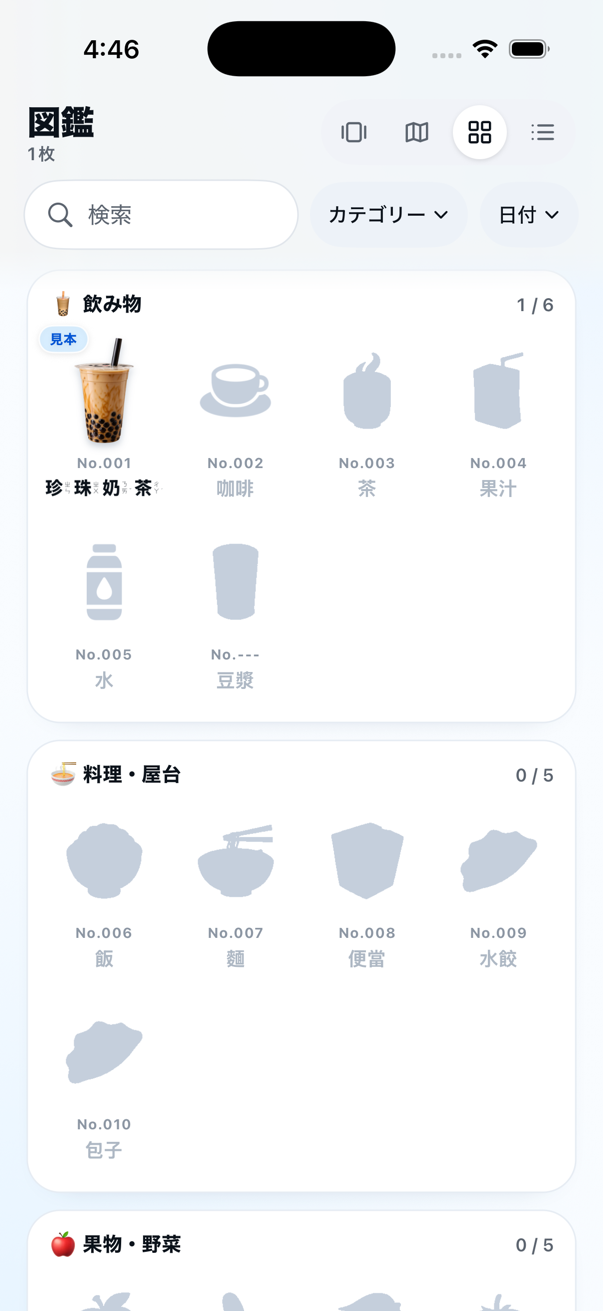 4:46
図鑑
1枚
検索
カテゴリー
日付
飲み物
1 / 6
見本
No.001
No.002
No.003
No.004
珍珠奶茶
咖啡
茶
果汁
No.005
No.---
水
豆漿
料理・屋台
0 / 5
No.006
No.007
No.008
No.009
飯
麵
便當
水餃
No.010
包子
果物・野菜
0 / 5